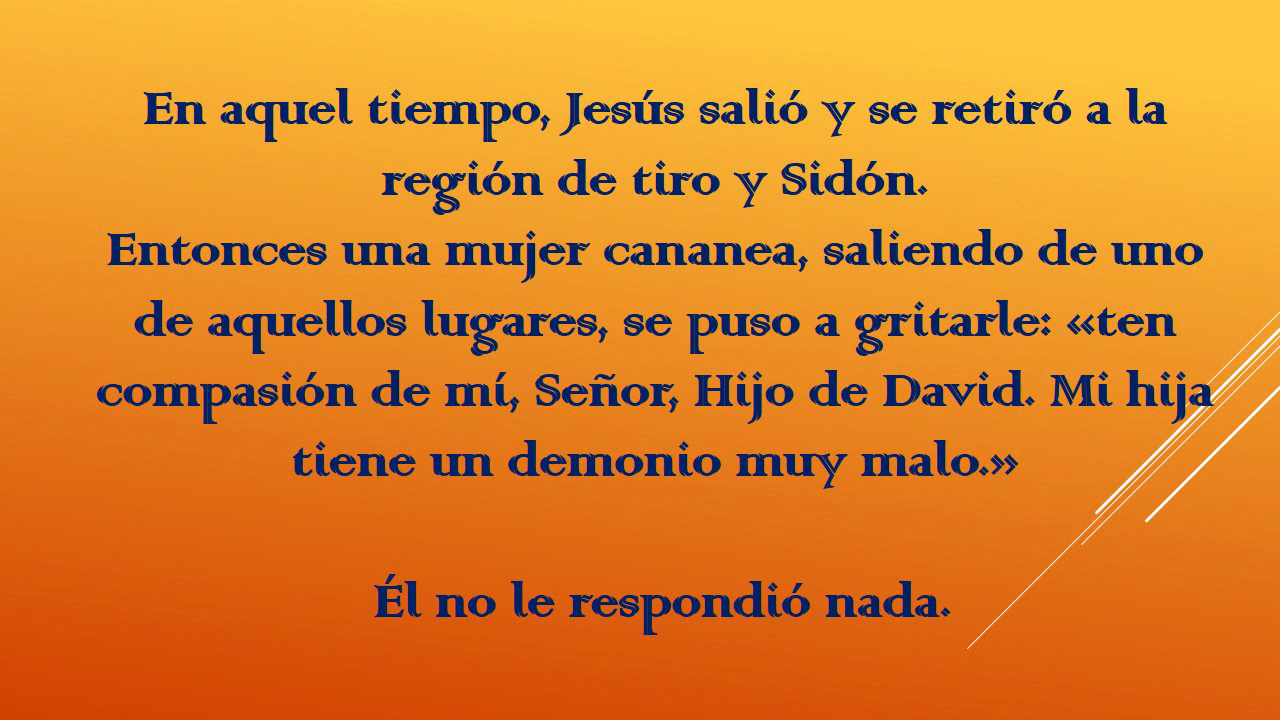 En aquel tiempo, Jesús salió y se retiró a la
región de tiro y Sidón.
Entonces una mujer cananea, saliendo de uno
de aquellos lugares, se puso a gritarle: «ten
compasión de mí, Señor, Hijo de David. Mi hija
tiene un demonio muy malo.»
Él no le respondió nada.